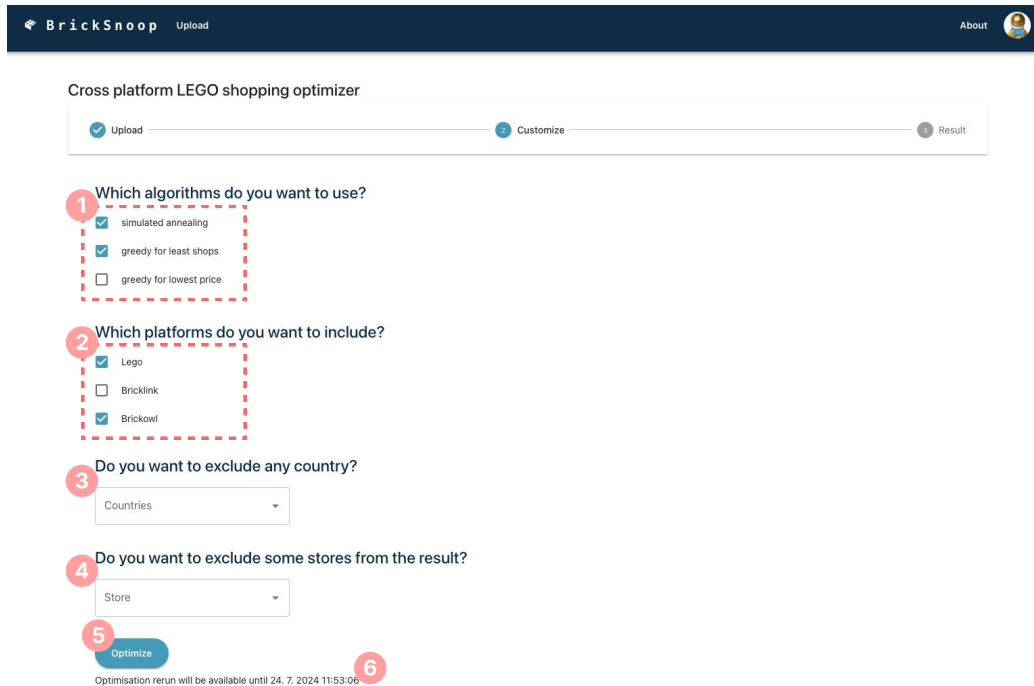 BrickSnoop Upload About
Cross platform LEGO shopping optimizer
Upload 2 Customize 3 Result
Which algorithms do you want to use?
1
simulated annealing
greedy for least shops
greedy for lowest price
Which platforms do you want to include?
2
Lego
Bricklink
Brickowl
Do you want to exclude any country?
3
Countries
Do you want to exclude some stores from the result?
4
Store
5
Optimize
6
Optimisation rerun will be available until 24. 7. 2024 11:53:06